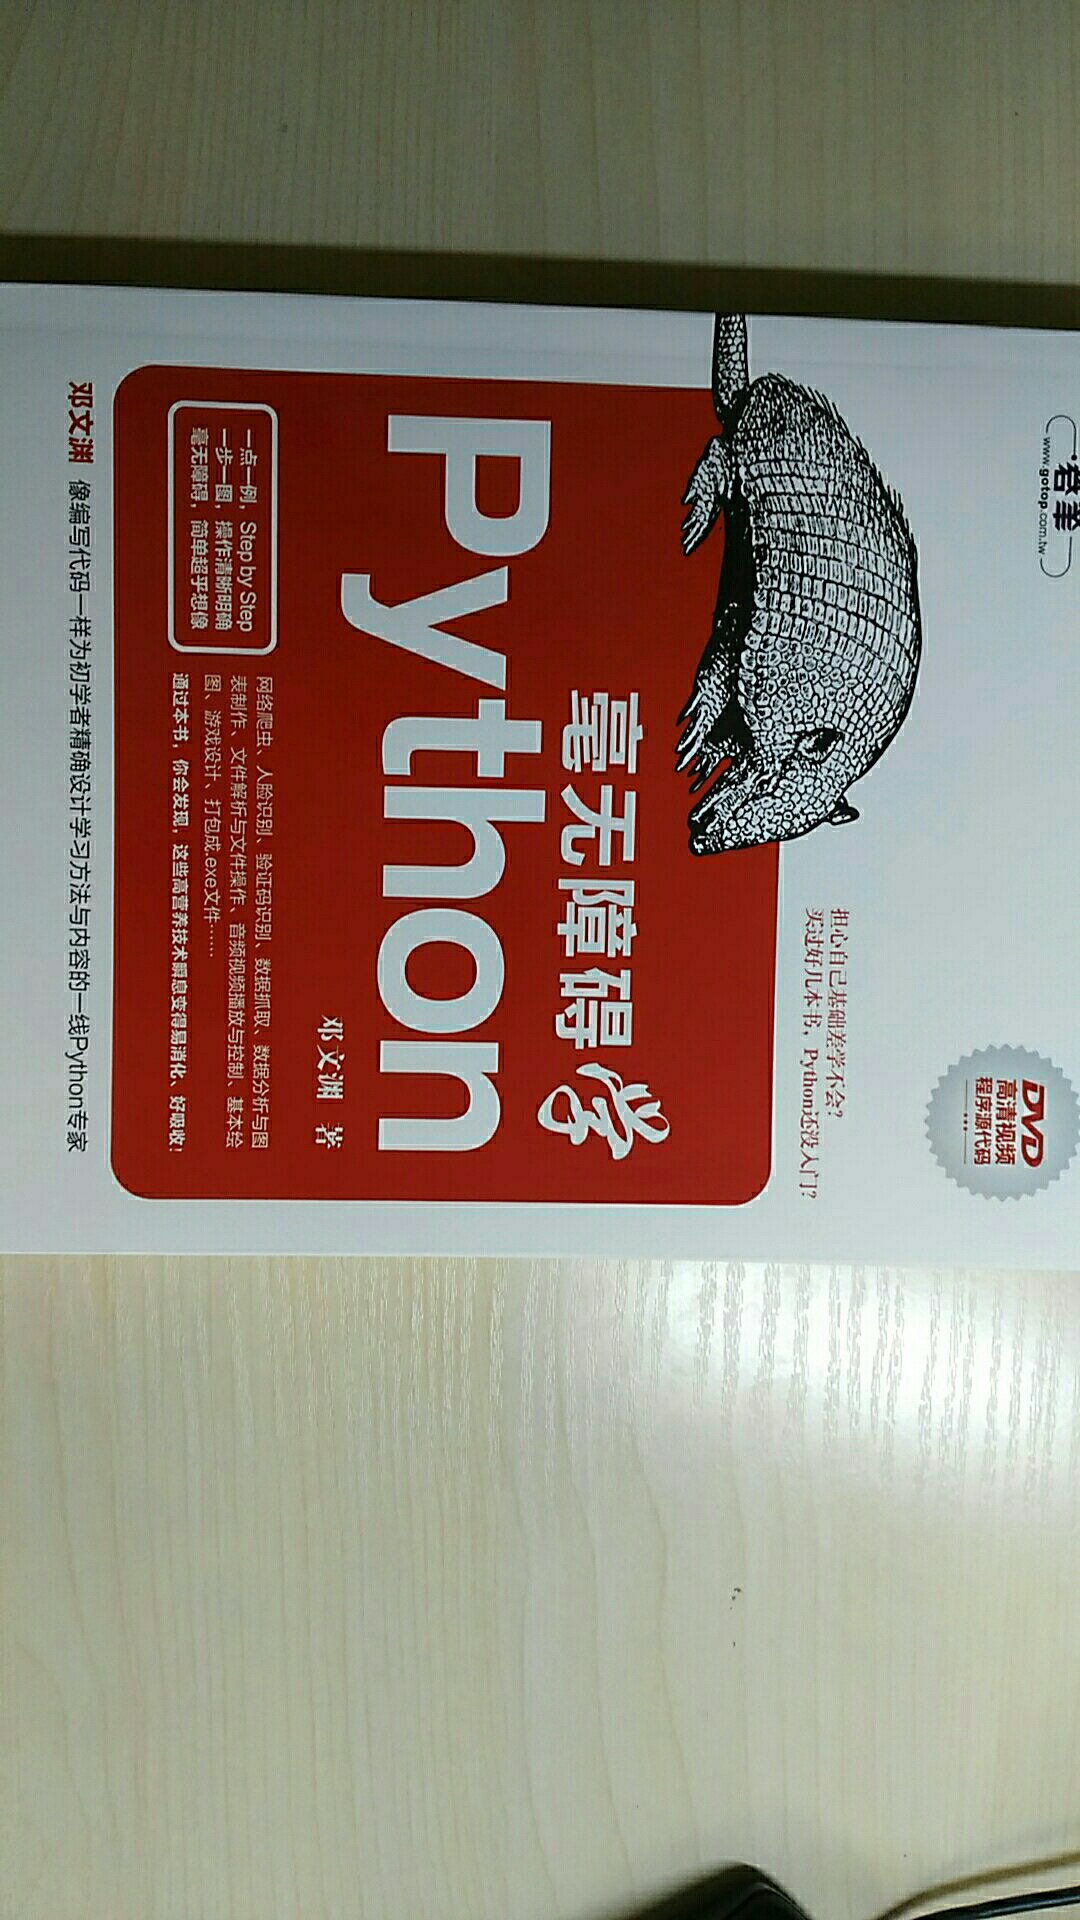 碁峯
www.gotop.com.tw
DVD
高清视频
程序源代码
担心自己基础差学不会?
买过好几本书,Python还没入门?
毫无障碍学
Python
邓文渊 著
一点一例,Step by Step
一步一图,操作清晰明确
毫无障碍,简单超乎想像
网络爬虫、人脸识别、验证码识别、数据抓取、数据分析与图
表制作、文件解析与文件操作、音频视频播放与控制、基本绘
图、游戏设计、打包成.exe文件……
通过本书,你会发现,这些高营养技术瞬息变得易消化、好吸收!
邓文渊 像编写代码一样为初学者精确设计学习方法与内容的一线Python专家